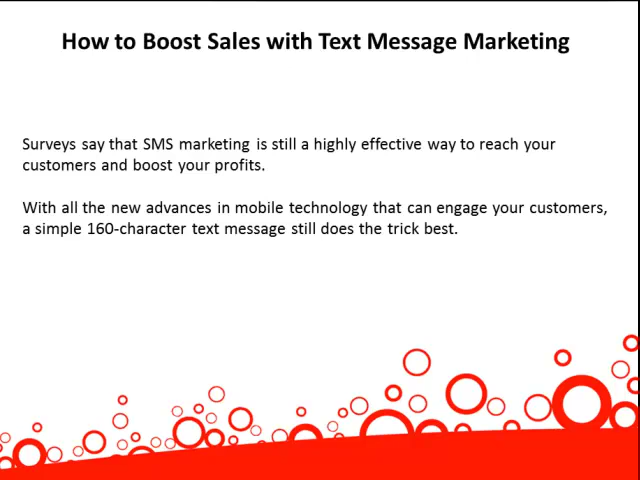 How to Boost Sales with Text Message Marketing
Surveys say that SMS marketing is still a highly effective way to reach your
customers and boost your profits.
With all the new advances in mobile technology that can engage your customers,
a simple 160-character text message still does the trick best.